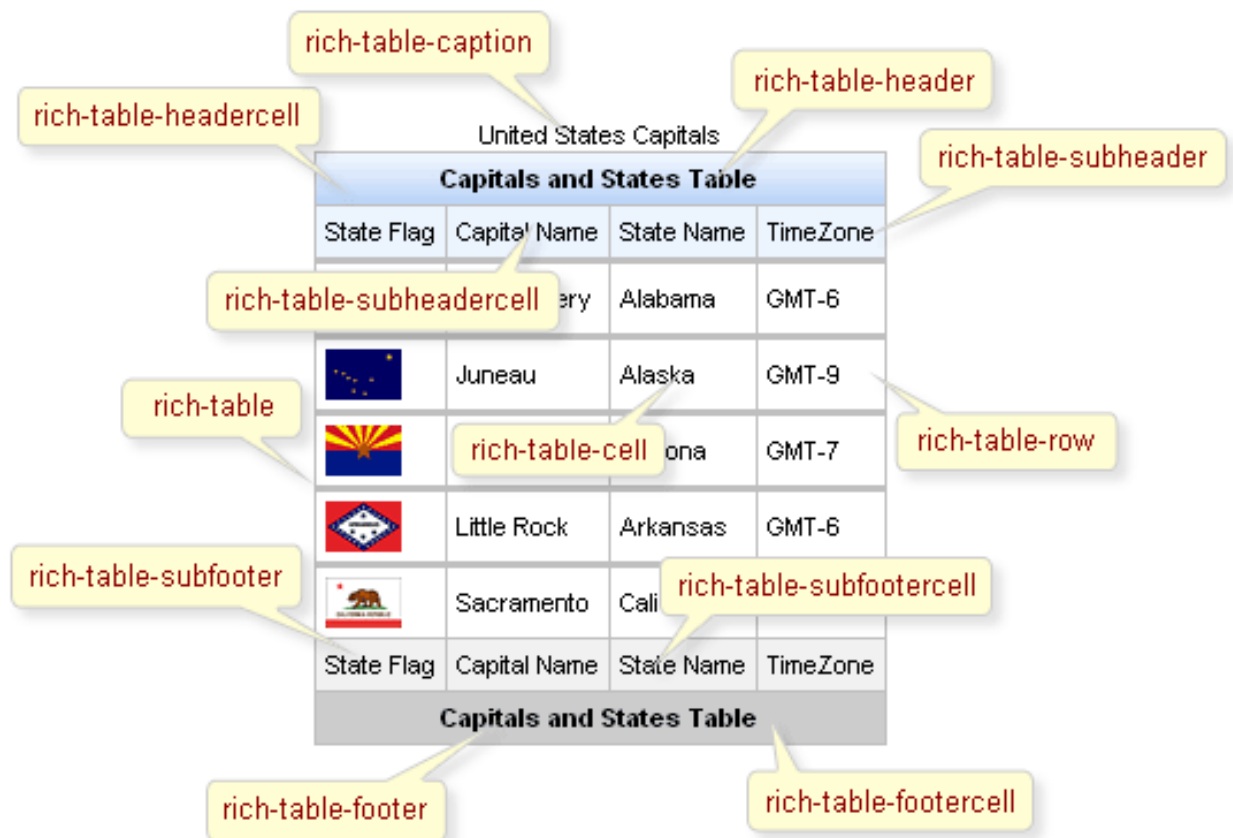 rich-table-caption
rich-table-header
rich-table-headercell
United States Capitals
rich-table-subheader
Capitals and States Table
State Flag Capital Name State Name TimeZone
rich-table-subheadercell
ery Alabama GMT-6
Juneau Alaska GMT-9
rich-table
rich-table-cell
ona GMT-7
rich-table-row
Little Rock Arkansas GMT-6
rich-table-subfooter
rich-table-subfootercell
Sacramento Cali
State Flag Capital Name State Name TimeZone
Capitals and States Table
rich-table-footer
rich-table-footercell